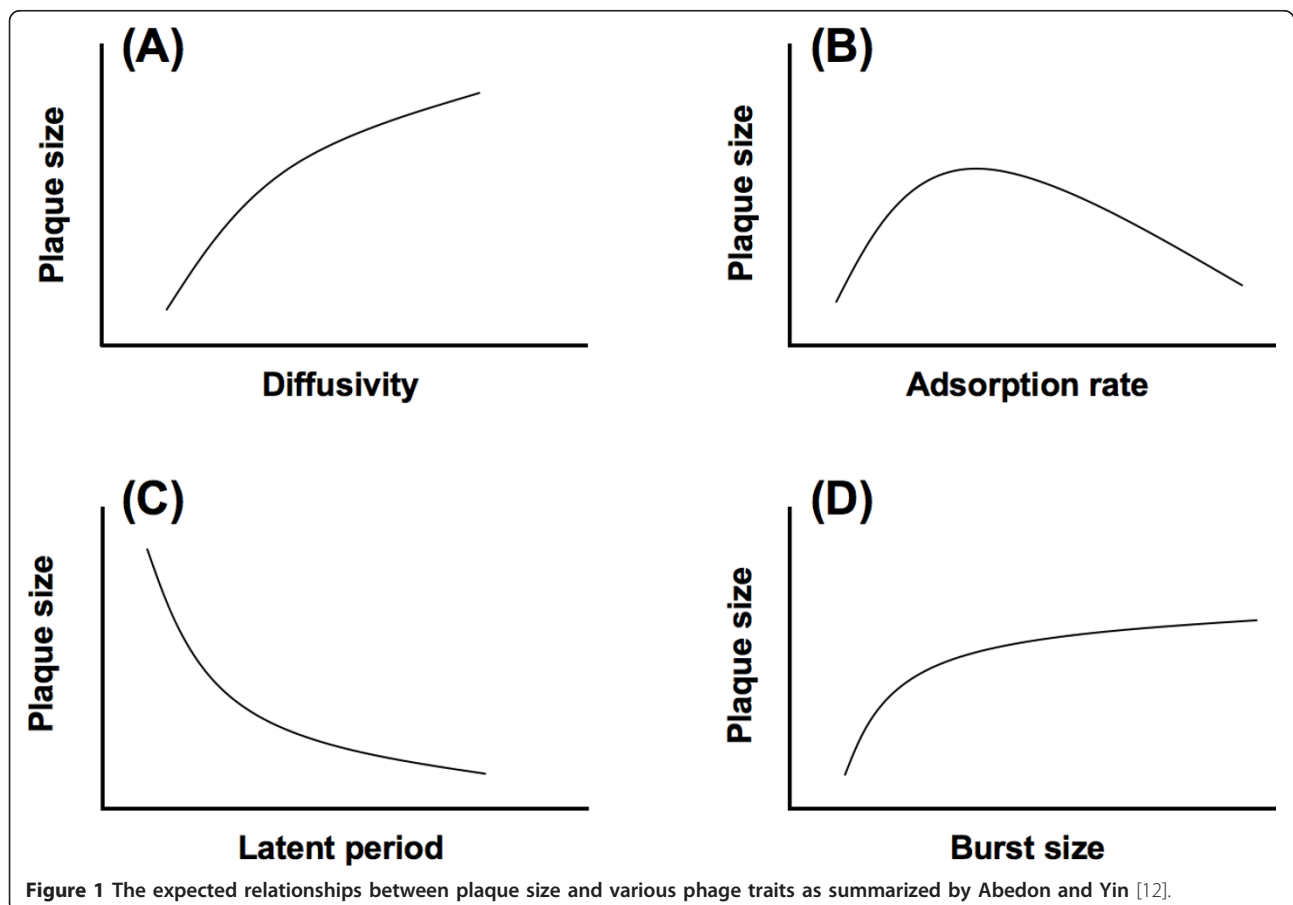 (A)
Plaque size
Diffusivity
(B)
Plaque size
Adsorption rate
(C)
Plaque size
Latent period
(D)
Plaque size
Burst size
Figure 1 The expected relationships between plaque size and various phage traits as summarized by Abedon and Yin [12].